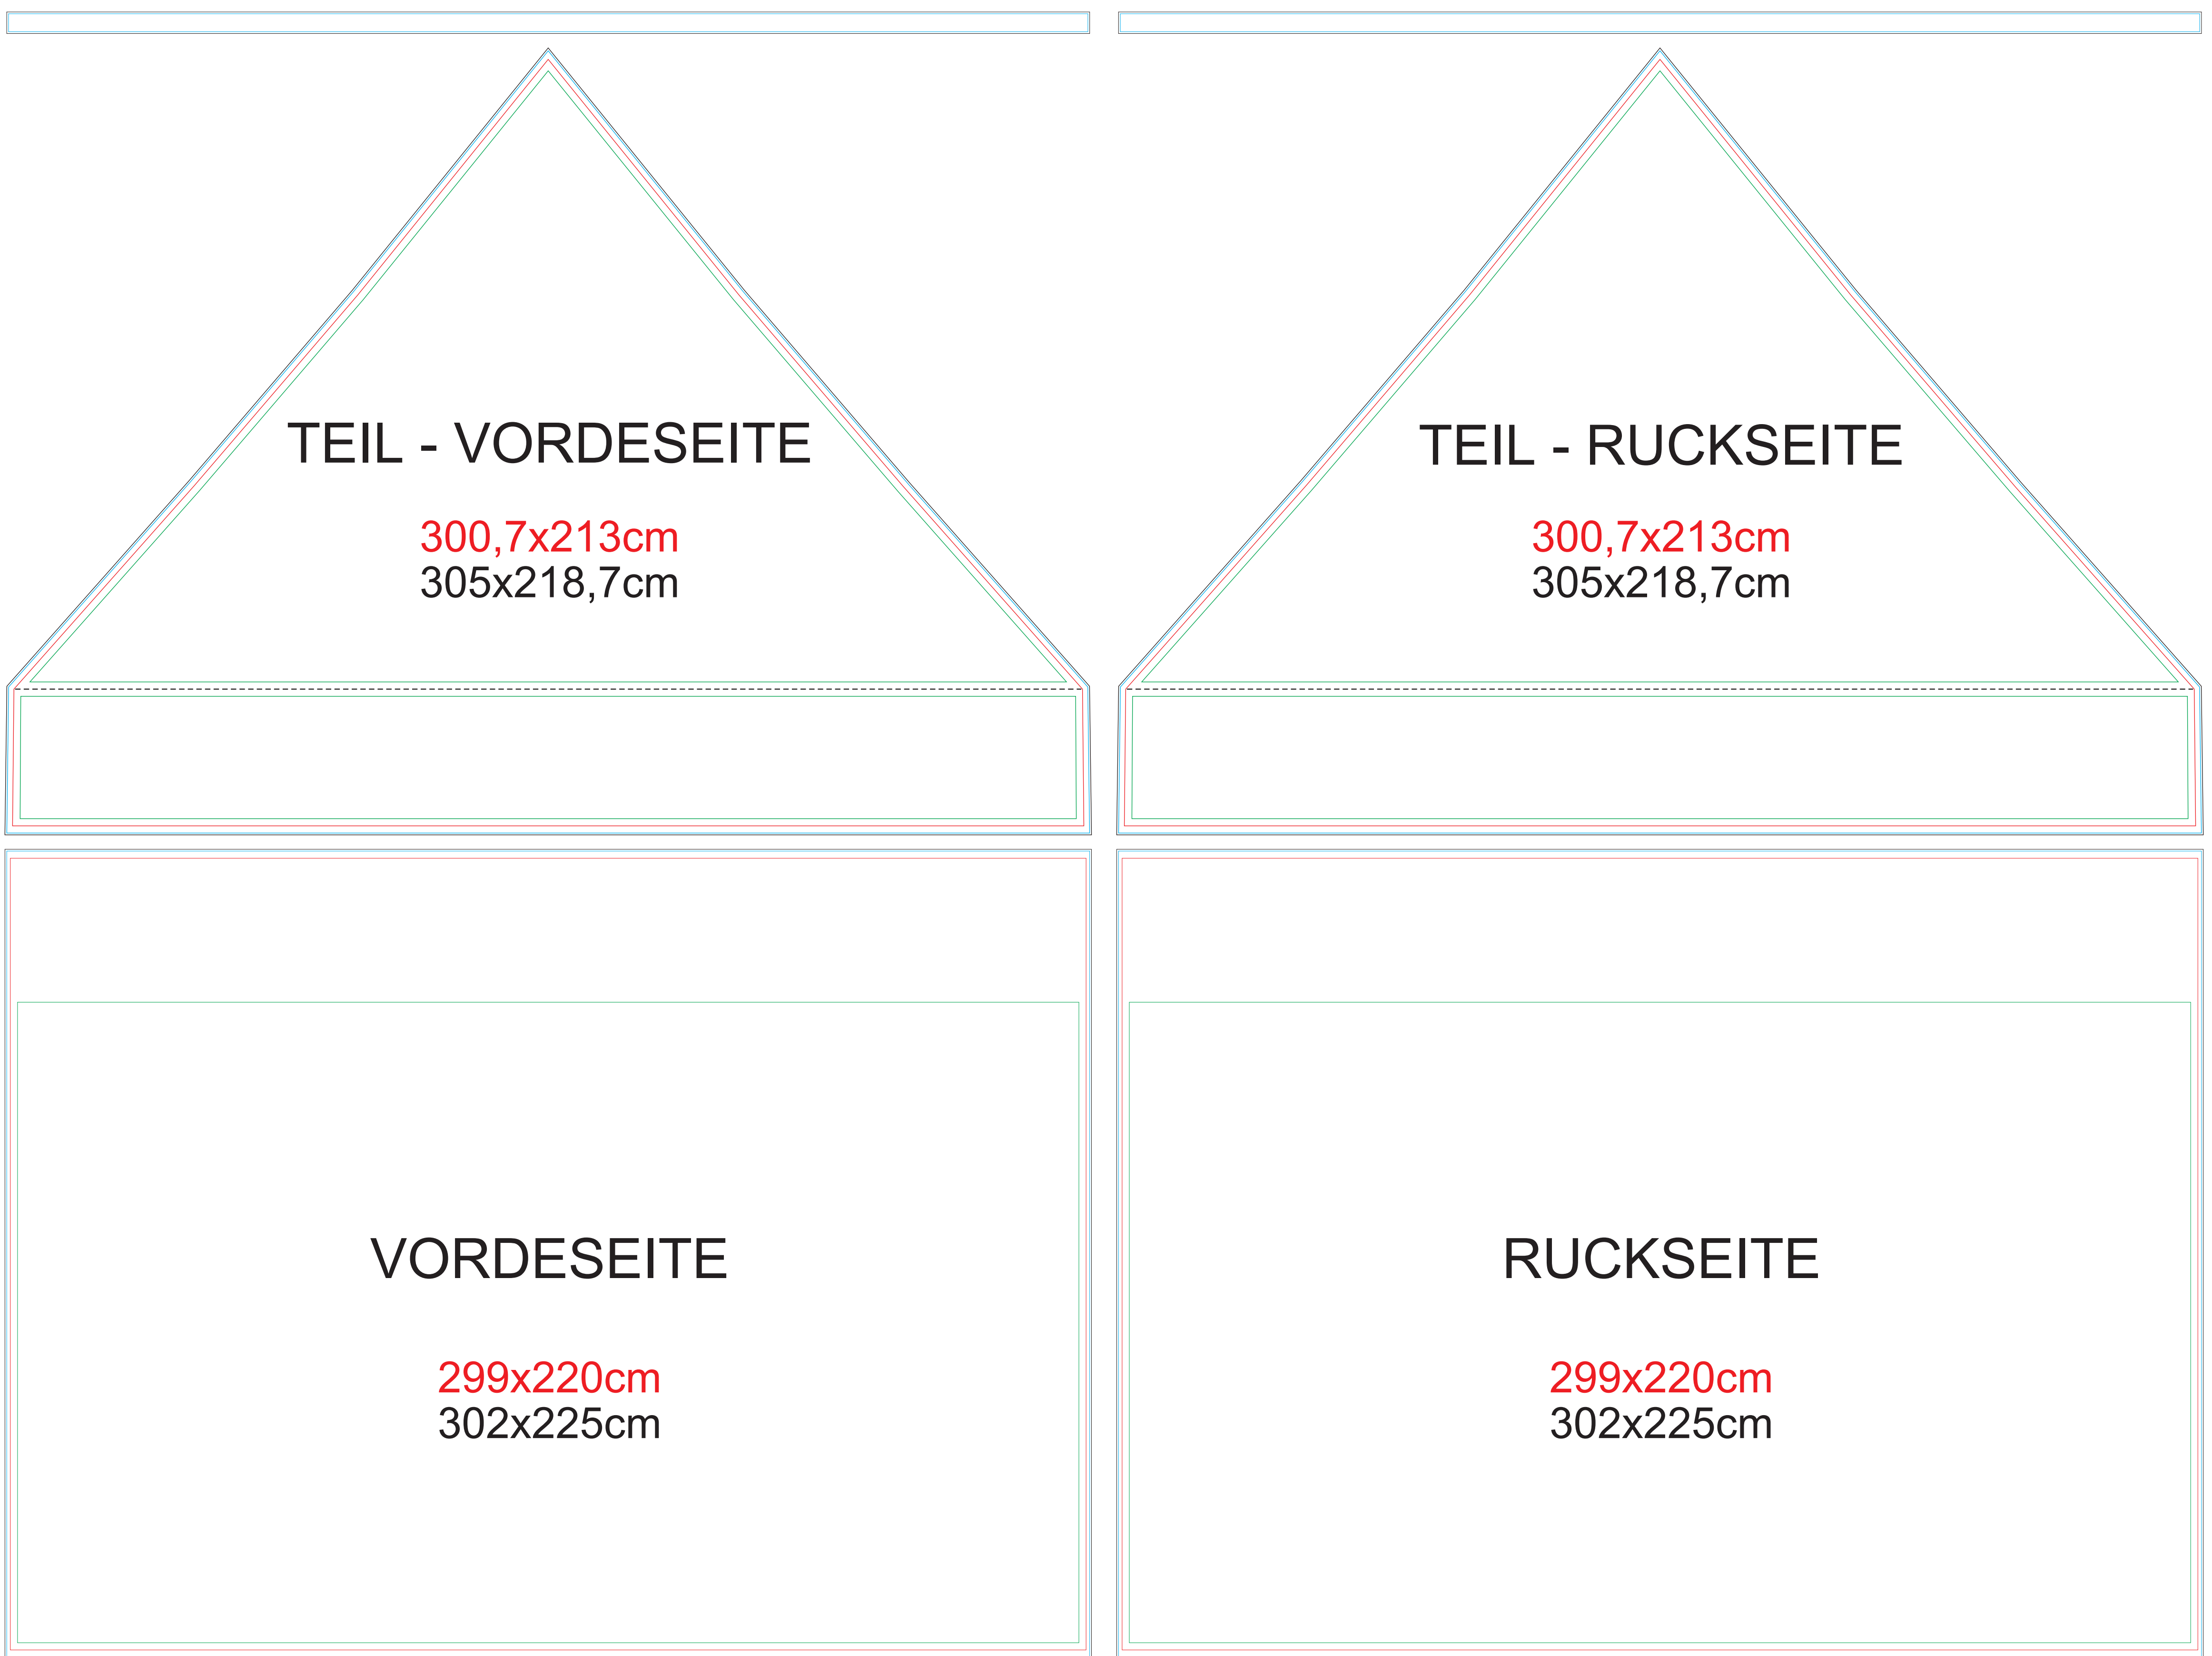 TEIL - VORDESEITE
300,7x213cm
305x218,7cm
TEIL - RUCKSEITE
300,7x213cm
305x218,7cm
VORDESEITE
299x220cm
302x225cm
RUCKSEITE
299x220cm
302x225cm